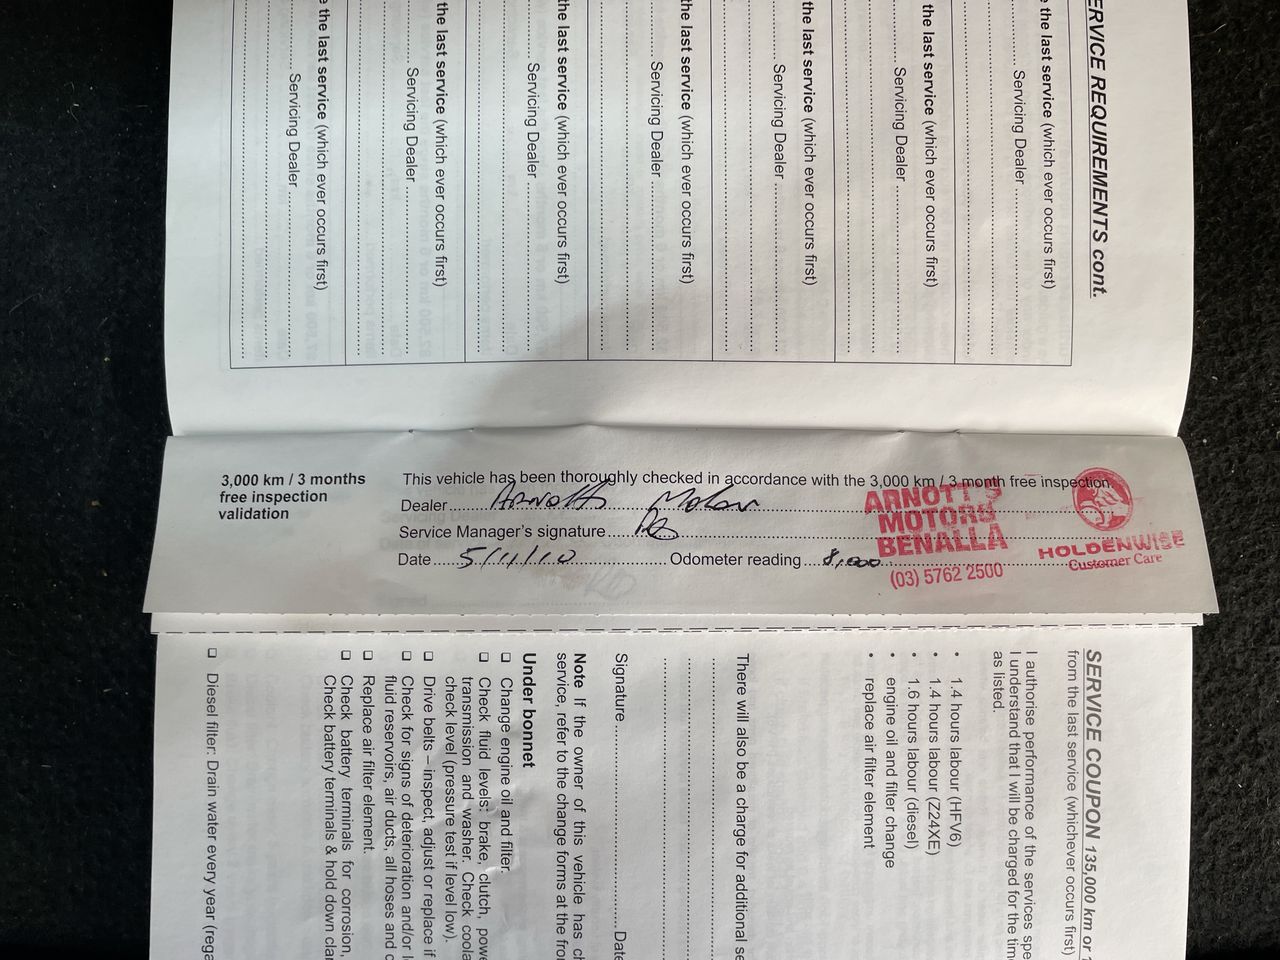 SERVICE REQUIREMENTS cont.
the last service (which ever occurs first)
Servicing Dealer
the last service (which ever occurs first)
Servicing Dealer
the last service (which ever occurs first)
Servicing Dealer
the last service (which ever occurs first)
Servicing Dealer
the last service (which ever occurs first)
Servicing Dealer
the last service (which ever occurs first)
Servicing Dealer
the last service (which ever occurs first)
Servicing Dealer
3,000 km / 3 months
free inspection
validation
This vehicle has been thoroughly checked in accordance with the 3,000 km / 3 month free inspection.
Dealer Arnotts Motors
Service Manager's signature
Date 5/11/10 Odometer reading 8,000
ARNOTT'S
MOTORS
BENALLA
(03) 5762 2500
HOLDENWISE
Customer Care
SERVICE COUPON 135,000 km or
from the last service (whichever occurs first)
I authorise performance of the services
I understand that I will be charged for the
as listed.
• 1.4 hours labour (HFV6)
• 1.4 hours labour (Z24XE)
• 1.6 hours labour (diesel)
• engine oil and filter change
• replace air filter element
There will also be a charge for additional
Signature
Note If the owner of this vehicle has
service, refer to the change forms at the
Under bonnet
❑ Change engine oil and filter.
❑ Check fluid levels: brake, clutch,
transmission and washer. Check
check level (pressure test if level low).
❑ Drive belts – inspect, adjust or replace if
❑ Check for signs of deterioration and/or
fluid reservoirs, air ducts, all hoses and
❑ Replace air filter element.
❑ Check battery terminals for corrosion,
Check battery terminals & hold down
❑ Diesel filter: Drain water every year